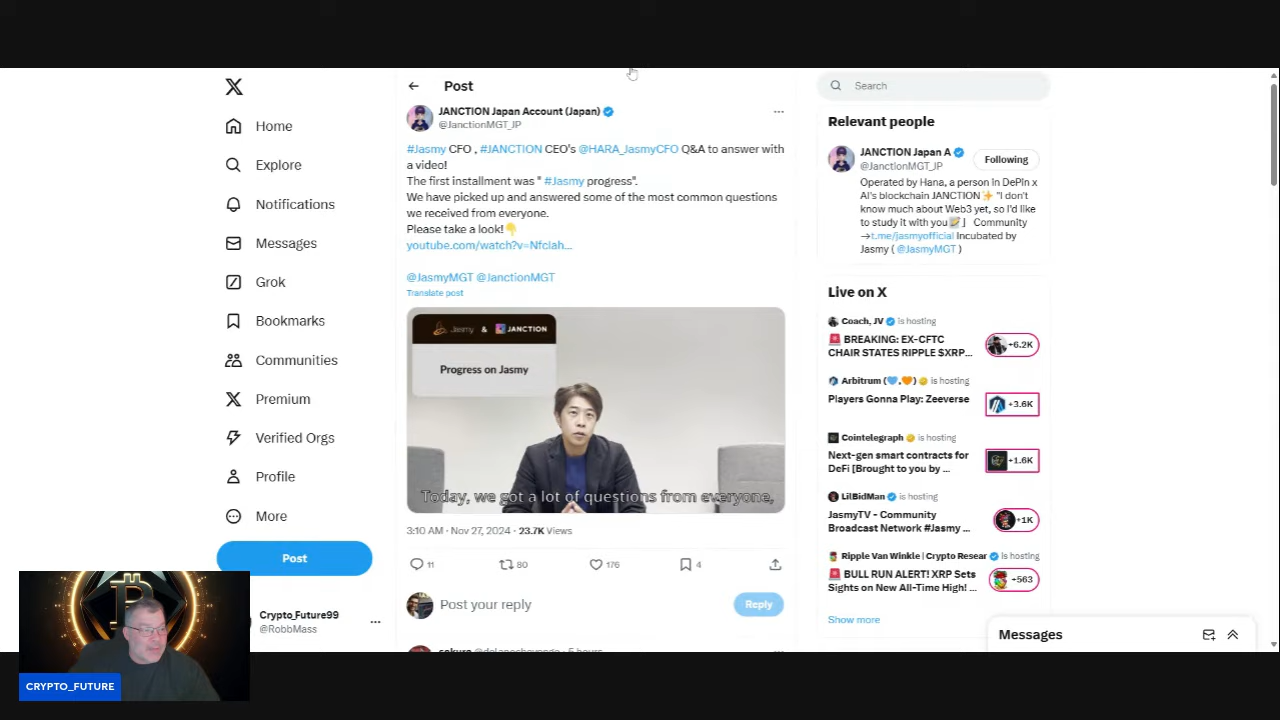 Home
Explore
Notifications
Messages
Grok
Bookmarks
Communities
Premium
Verified Orgs
Profile
More
Post
Crypto_Future99
@RobbMass
CRYPTO_FUTURE
Post
JANCTION Japan Account (Japan)
@JanctionMGT_JP
#Jasmy CFO , #JANCTION CEO's @HARA_JasmyCFO Q&A to answer with
a video!
The first installment was " #Jasmy progress".
We have picked up and answered some of the most common questions
we received from everyone.
Please take a look!👇
youtube.com/watch?v=NfcIah…
@JasmyMGT @JanctionMGT
Translate post
Jasmy & JANCTION
Progress on Jasmy
Today, we got a lot of questions from everyone,
3:10 AM · Nov 27, 2024 · 23.7K Views
11 80 176 4
Post your reply
Reply
Search
Relevant people
JANCTION Japan A
@JanctionMGT_JP
Following
Operated by Hana, a person in DePIn x
AI's blockchain JANCTION✨ "I don't
know much about Web3 yet, so I'd like
to study it with you📝」 Community
→t.me/jasmyofficial Incubated by
Jasmy ( @JasmyMGT )
Live on X
Coach, JV is hosting
🚨 BREAKING: EX-CFTC
CHAIR STATES RIPPLE $XRP...
+6.2K
Arbitrum (💙,🧡) is hosting
Players Gonna Play: Zeeverse
+3.6K
Cointelegraph is hosting
Next-gen smart contracts for
DeFi [Brought to you by ...
+1.6K
LilBidMan is hosting
JasmyTV - Community
Broadcast Network #Jasmy ...
+1K
Ripple Van Winkle | Crypto Resear is hosting
🚨 BULL RUN ALERT! XRP Sets
Sights on New All-Time High! ...
+563
Show more
Messages